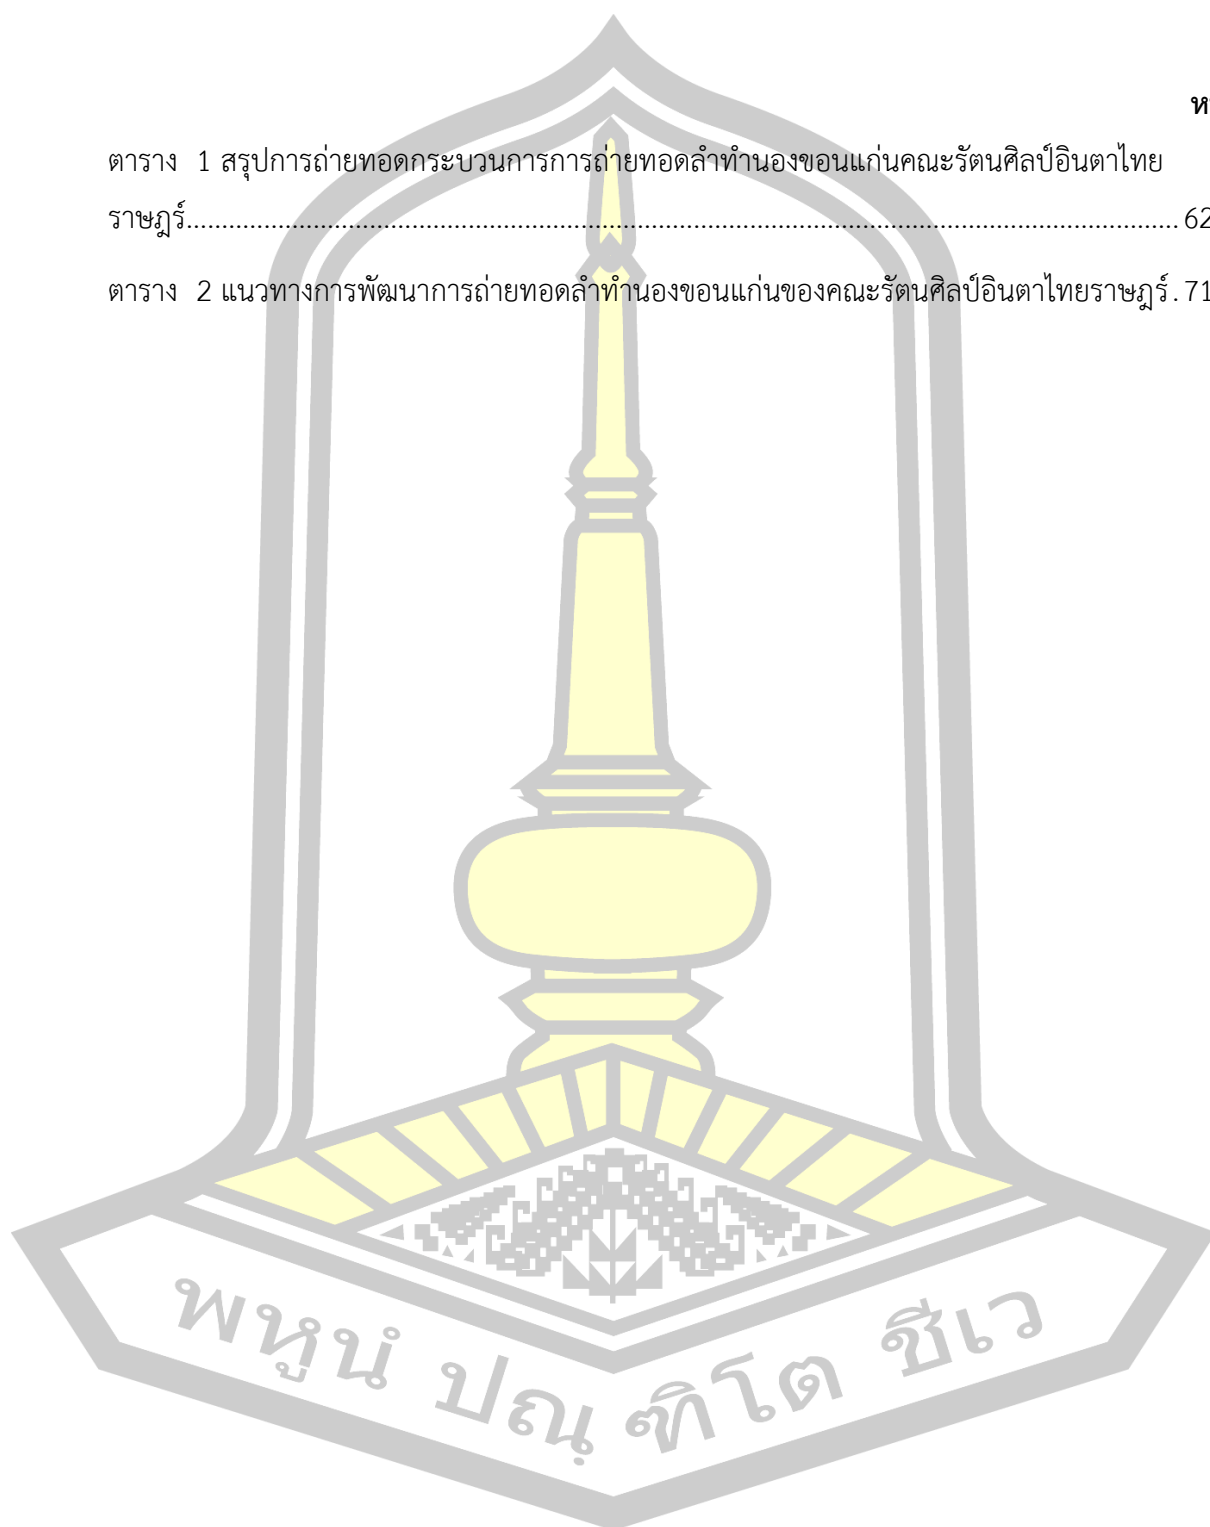 ตาราง 1 สรุปการถ่ายทอดกระบวนการการถ่ายทอดลำทำนองขอนแก่นคณะรัตนศิลป์อินตาไทย
ราษฎร์.......................................................................................................................................... 62
ตาราง 2 แนวทางการพัฒนาการถ่ายทอดลำทำนองขอนแก่นของคณะรัตนศิลป์อินตาไทยราษฎร์ . 71
พหูนํ ปณฺฑิโต ชีเว